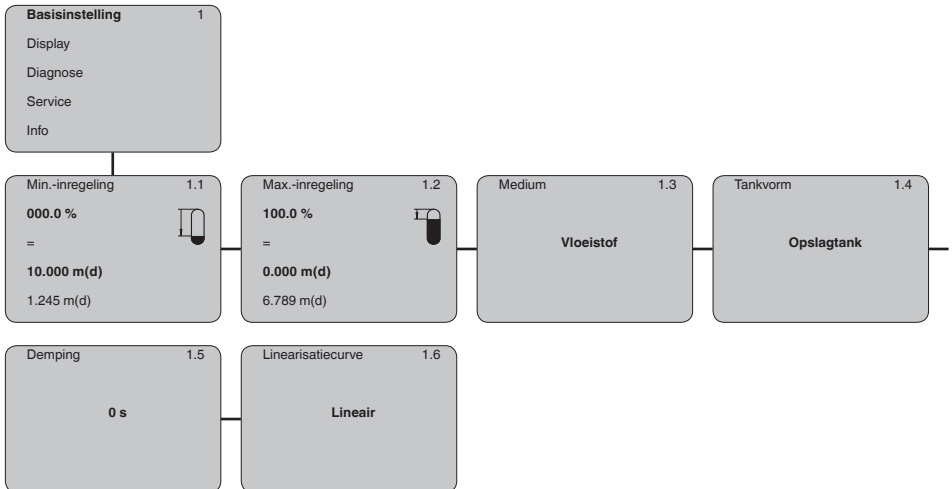 Basisinstelling 1
Display
Diagnose
Service
Info
Min.-inregeling 1.1
000.0 %
=
10.000 m(d)
1.245 m(d)
Max.-inregeling 1.2
100.0 %
=
0.000 m(d)
6.789 m(d)
Medium 1.3
Vloeistof
Tankvorm 1.4
Opslagtank
Demping 1.5
0 s
Linearisatiecurve 1.6
Lineair